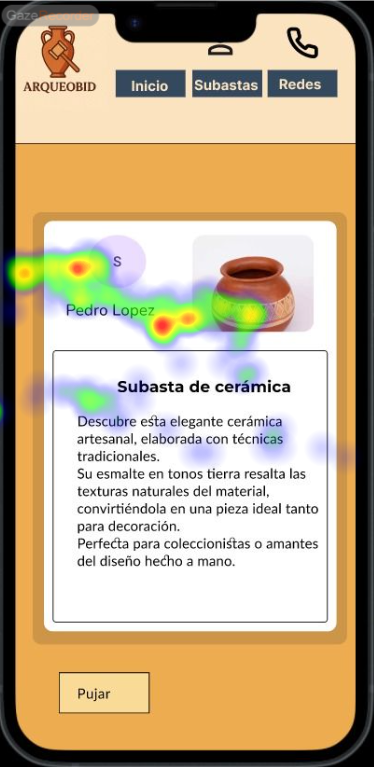 GazeRecorder
ARQUEOBID
Inicio
Subastas
Redes
S
Pedro Lopez
Subasta de cerámica
Descubre esta elegante cerámica
artesanal, elaborada con técnicas
tradicionales.
Su esmalte en tonos tierra resalta las
texturas naturales del material,
convirtiéndola en una pieza ideal tanto
para decoración.
Perfecta para coleccionistas o amantes
del diseño hecho a mano.
Pujar